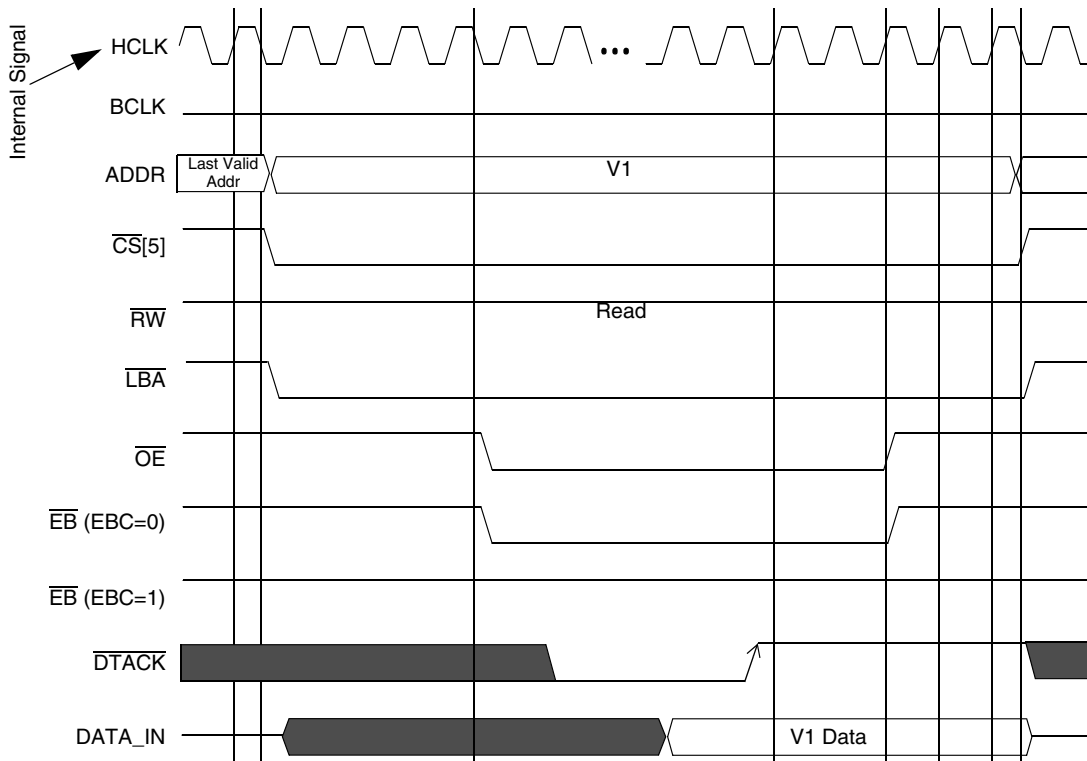 Internal Signal
HCLK
...
BCLK
ADDR
Last Valid
Addr
V1
CS[5]
RW
Read
LBA
OE
EB (EBC=0)
EB (EBC=1)
DTACK
DATA_IN
V1 Data